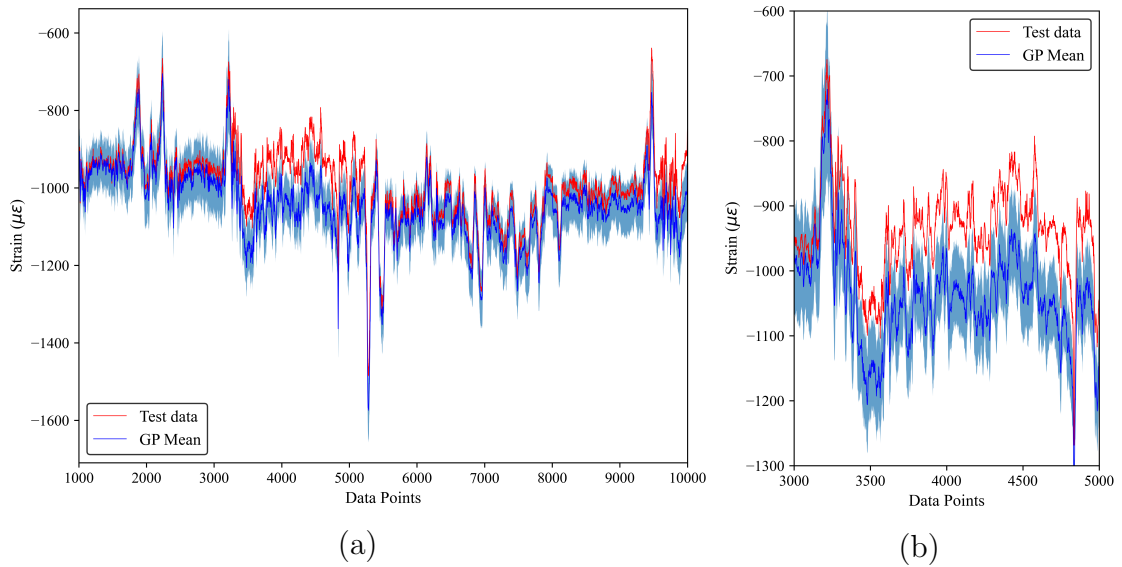 −600
−800
−1000
−1200
−1400
−1600
Strain (με)
Test data
GP Mean
1000 2000 3000 4000 5000 6000 7000 8000 9000 10000
Data Points
(a)
−600
−700
−800
−900
−1000
−1100
−1200
−1300
Strain (με)
Test data
GP Mean
3000 3500 4000 4500 5000
Data Points
(b)